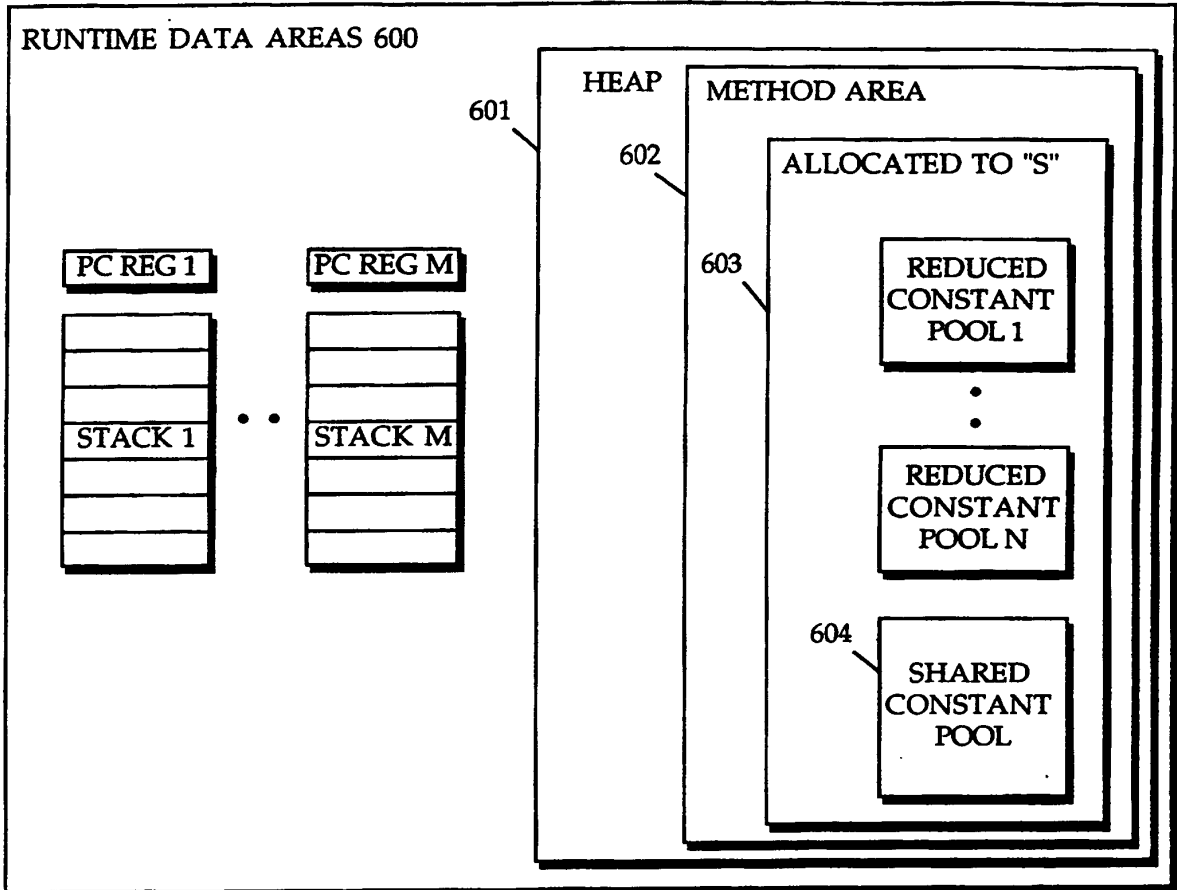 RUNTIME DATA AREAS 600
HEAP
METHOD AREA
601
602
ALLOCATED TO "S"
603
PC REG 1
PC REG M
REDUCED
CONSTANT
POOL 1
STACK 1
STACK M
REDUCED
CONSTANT
POOL N
604
SHARED
CONSTANT
POOL